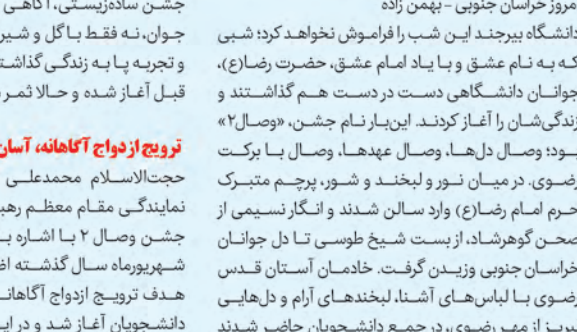 امروز خراسان جنوبی - بهمن زاده
دانشگاه بیرجند این شب را فراموش نخواهد کرد؛ شبی
که به نام عشق و با یاد امام عشق، حضرت رضا(ع)،
جوانان دانشگاهی دست در دست هم گذاشتند و
زندگی‌شان را آغاز کردند. این‌بار نام جشن، «وصال۲»
بود؛ وصال دل‌ها، وصال عهدها، وصال با برکت
رضوی. در میان نور و لبخند و شور، پرچم متبرک
حرم امام رضا(ع) وارد سالن شدند و انگار نسیمی از
صحن گوهرشاد، از بست شیخ طوسی تا دل جوانان
خراسان جنوبی وزیدن گرفت. خادمان آستان قدس
رضوی با لباس‌های آشنا، لبخندهای آرام و دل‌هایی
لبریز از مهر رضوی، در جمع دانشجویان حاضر شدند
جشن ساده‌زیستی، آگاهی
جوان، نه فقط با گل و شیر
و تجربه پا به زندگی گذاشت
قبل آغاز شده و حالا ثمر
ترویج ازدواج آگاهانه، آسان
حجت‌الاسلام محمدعلی
نمایندگی مقام معظم رهب
جشن وصال ۲ با اشاره ب
شهریورماه سال گذشته اظ
هدف ترویج ازدواج آگاهان
دانشجویان آغاز شد و در این